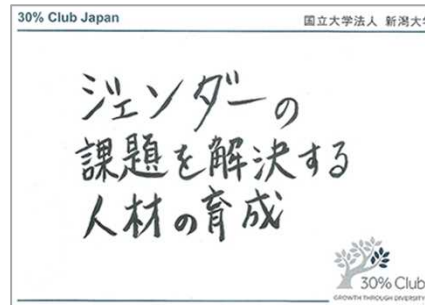 30% Club Japan
国立大学法人 新潟大学
ジェンダーの
課題を解決する
人材の育成
30% Club
GROWTH THROUGH DIVERSITY